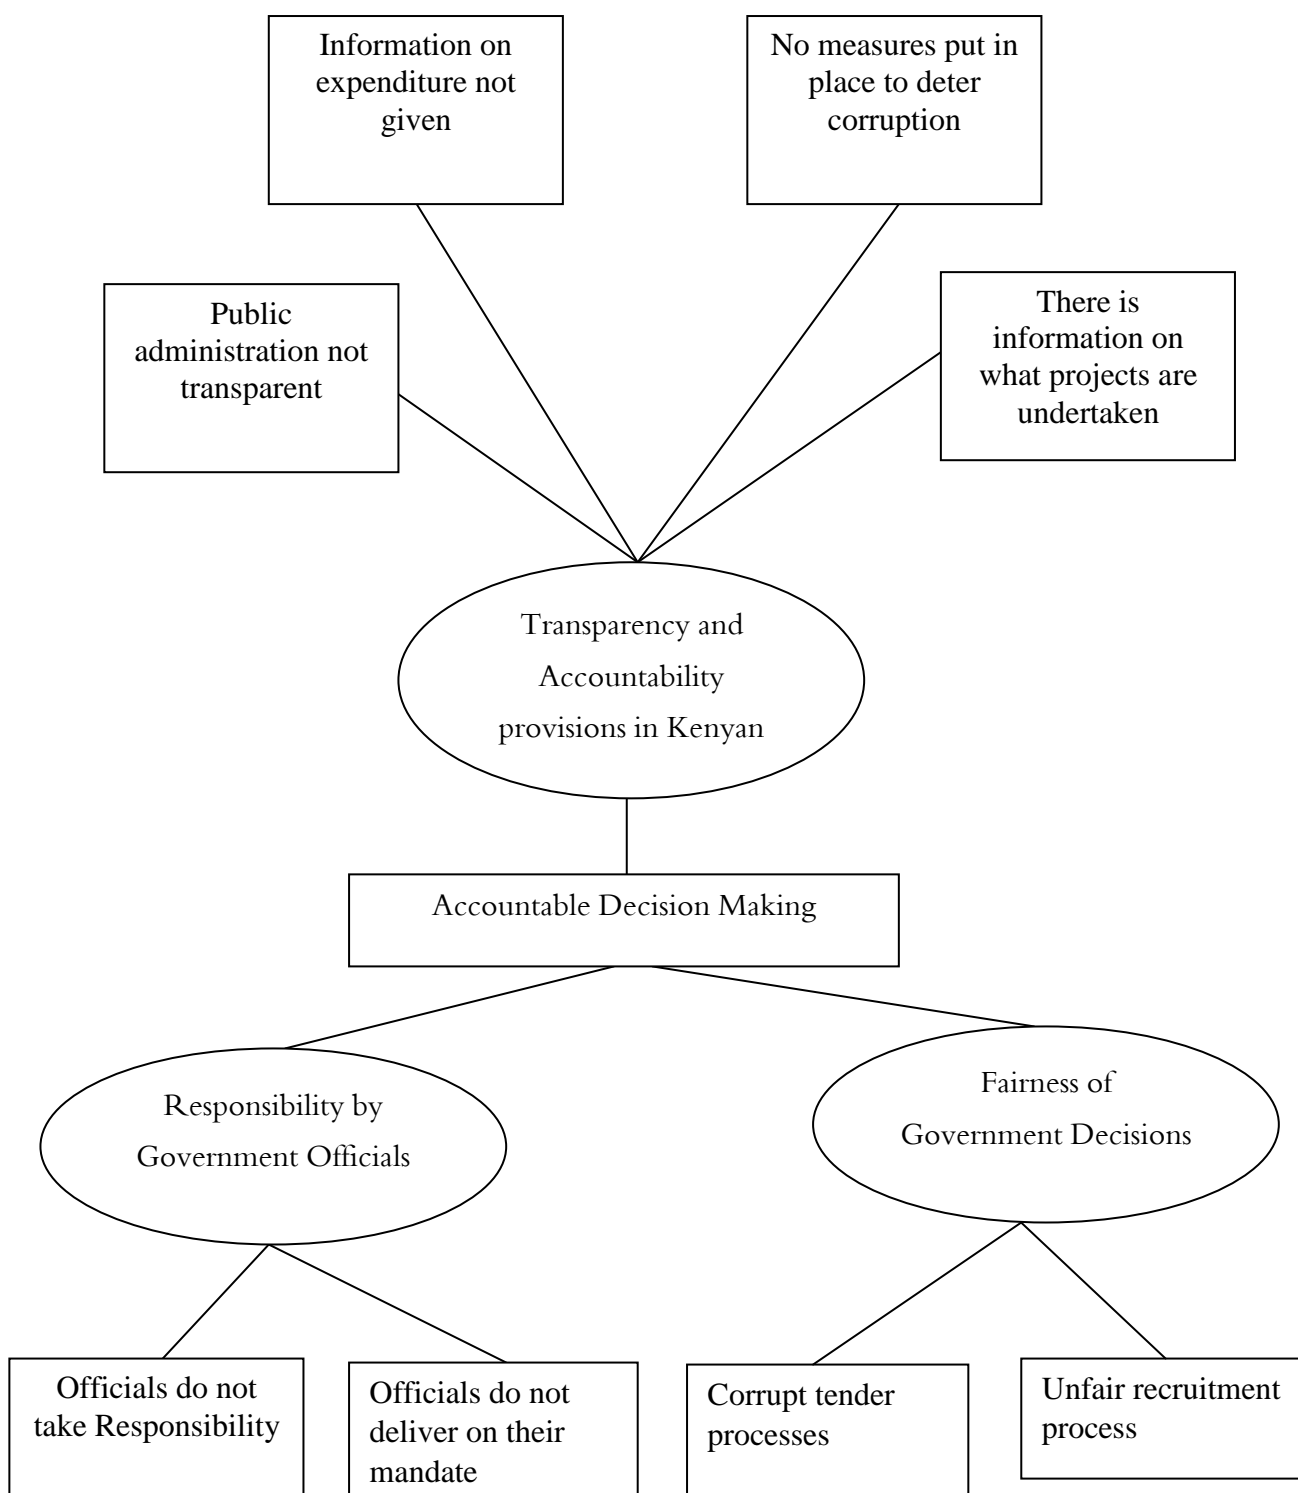 Information on
expenditure not
given
No measures put in
place to deter
corruption
Public
administration not
transparent
There is
information on
what projects are
undertaken
Transparency and
Accountability
provisions in Kenyan
Accountable Decision Making
Responsibility by
Government Officials
Fairness of
Government Decisions
Officials do not
take Responsibility
Officials do not
deliver on their
mandate
Corrupt tender
processes
Unfair recruitment
process